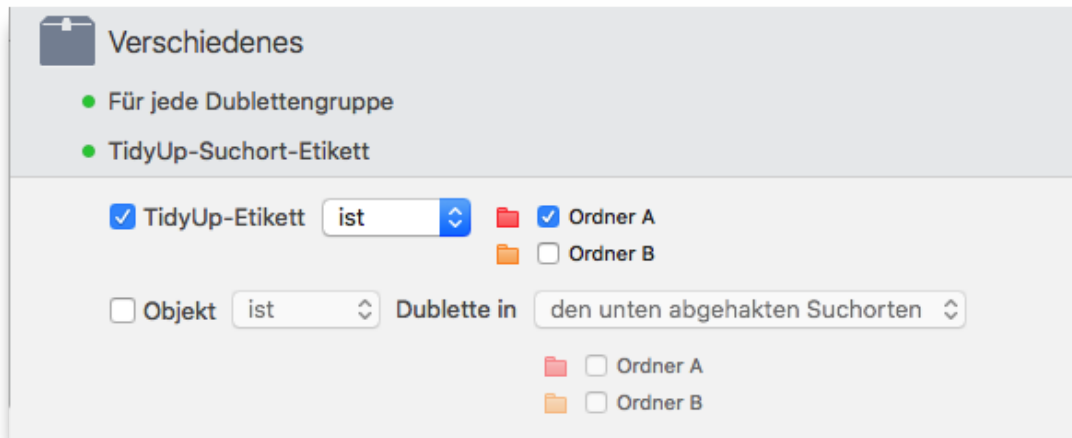 Verschiedenes
Für jede Dublettengruppe
TidyUp-Suchort-Etikett
TidyUp-Etikett ist Ordner A
Ordner B
Objekt ist Dublette in den unten abgehakten Suchorten
Ordner A
Ordner B